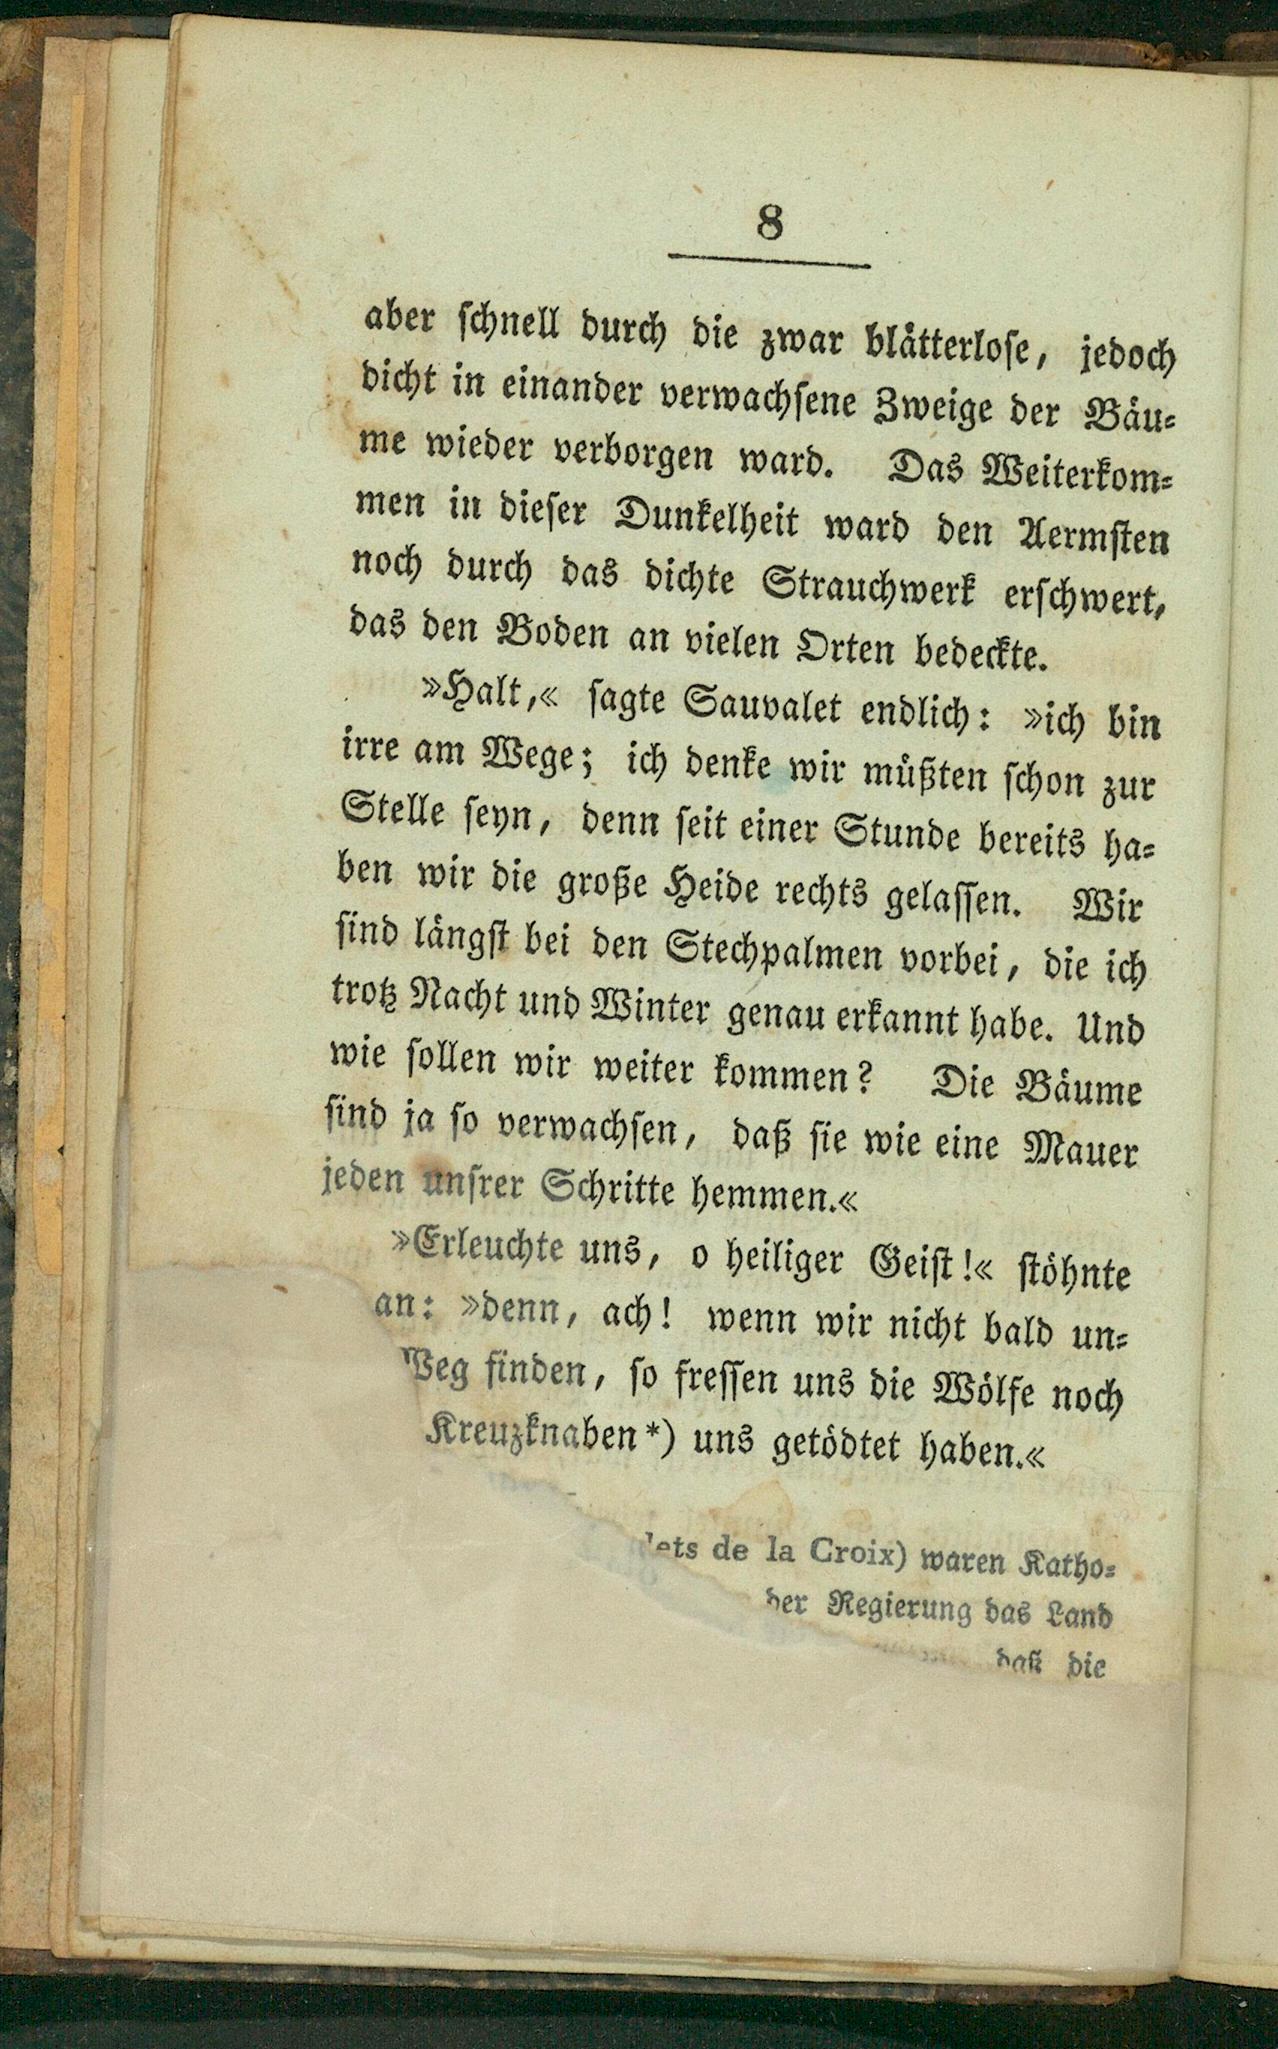 8
aber schnell durch die zwar blätterlose, jedoch
dicht in einander verwachsene Zweige der Bäu-
me wieder verborgen ward. Das Weiterkom-
men in dieser Dunkelheit ward den Aermsten
noch durch das dichte Strauchwerk erschwert,
das den Boden an vielen Orten bedeckte.
»Halt,« sagte Sauvalet endlich: »ich bin
irre am Wege; ich denke wir müßten schon zur
Stelle seyn, denn seit einer Stunde bereits ha-
ben wir die große Heide rechts gelassen. Wir
sind längst bei den Stechpalmen vorbei, die ich
trotz Nacht und Winter genau erkannt habe. Und
wie sollen wir weiter kommen? Die Bäume
sind ja so verwachsen, daß sie wie eine Mauer
jeden unsrer Schritte hemmen.«
»Erleuchte uns, o heiliger Geist!« stöhnte
an: »denn, ach! wenn wir nicht bald un-
Weg finden, so fressen uns die Wölfe noch
Kreuzknaben*) uns getödtet haben.«
de la Croix) waren Katho-
der Regierung das Land
daß die